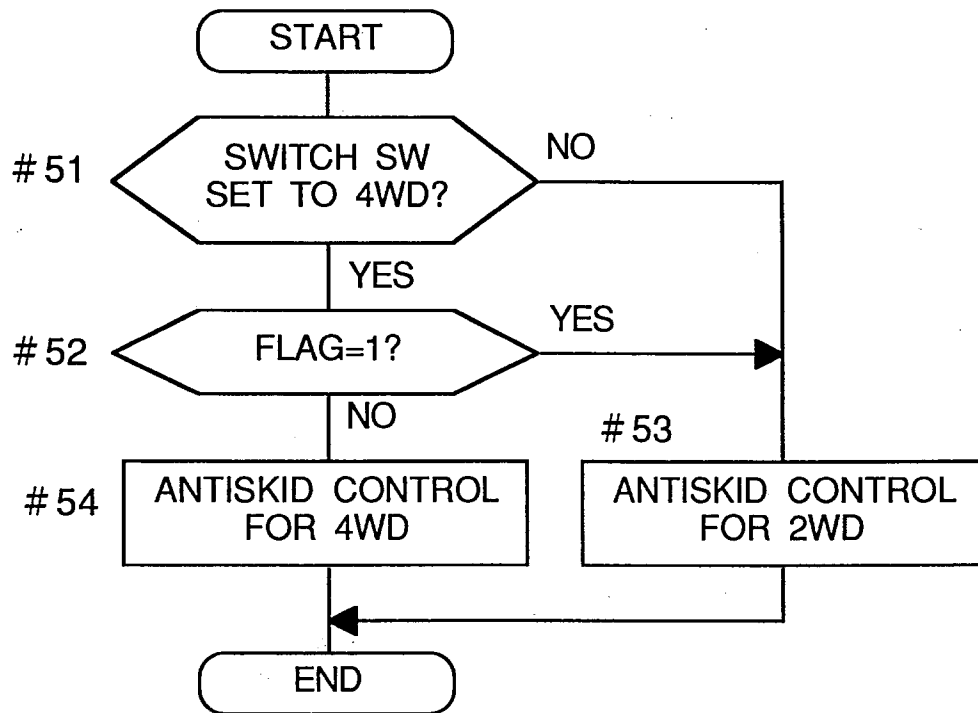 START
# 51
SWITCH SW
SET TO 4WD?
NO
YES
# 52
FLAG=1?
YES
NO
# 53
# 54
ANTISKID CONTROL
FOR 4WD
ANTISKID CONTROL
FOR 2WD
END